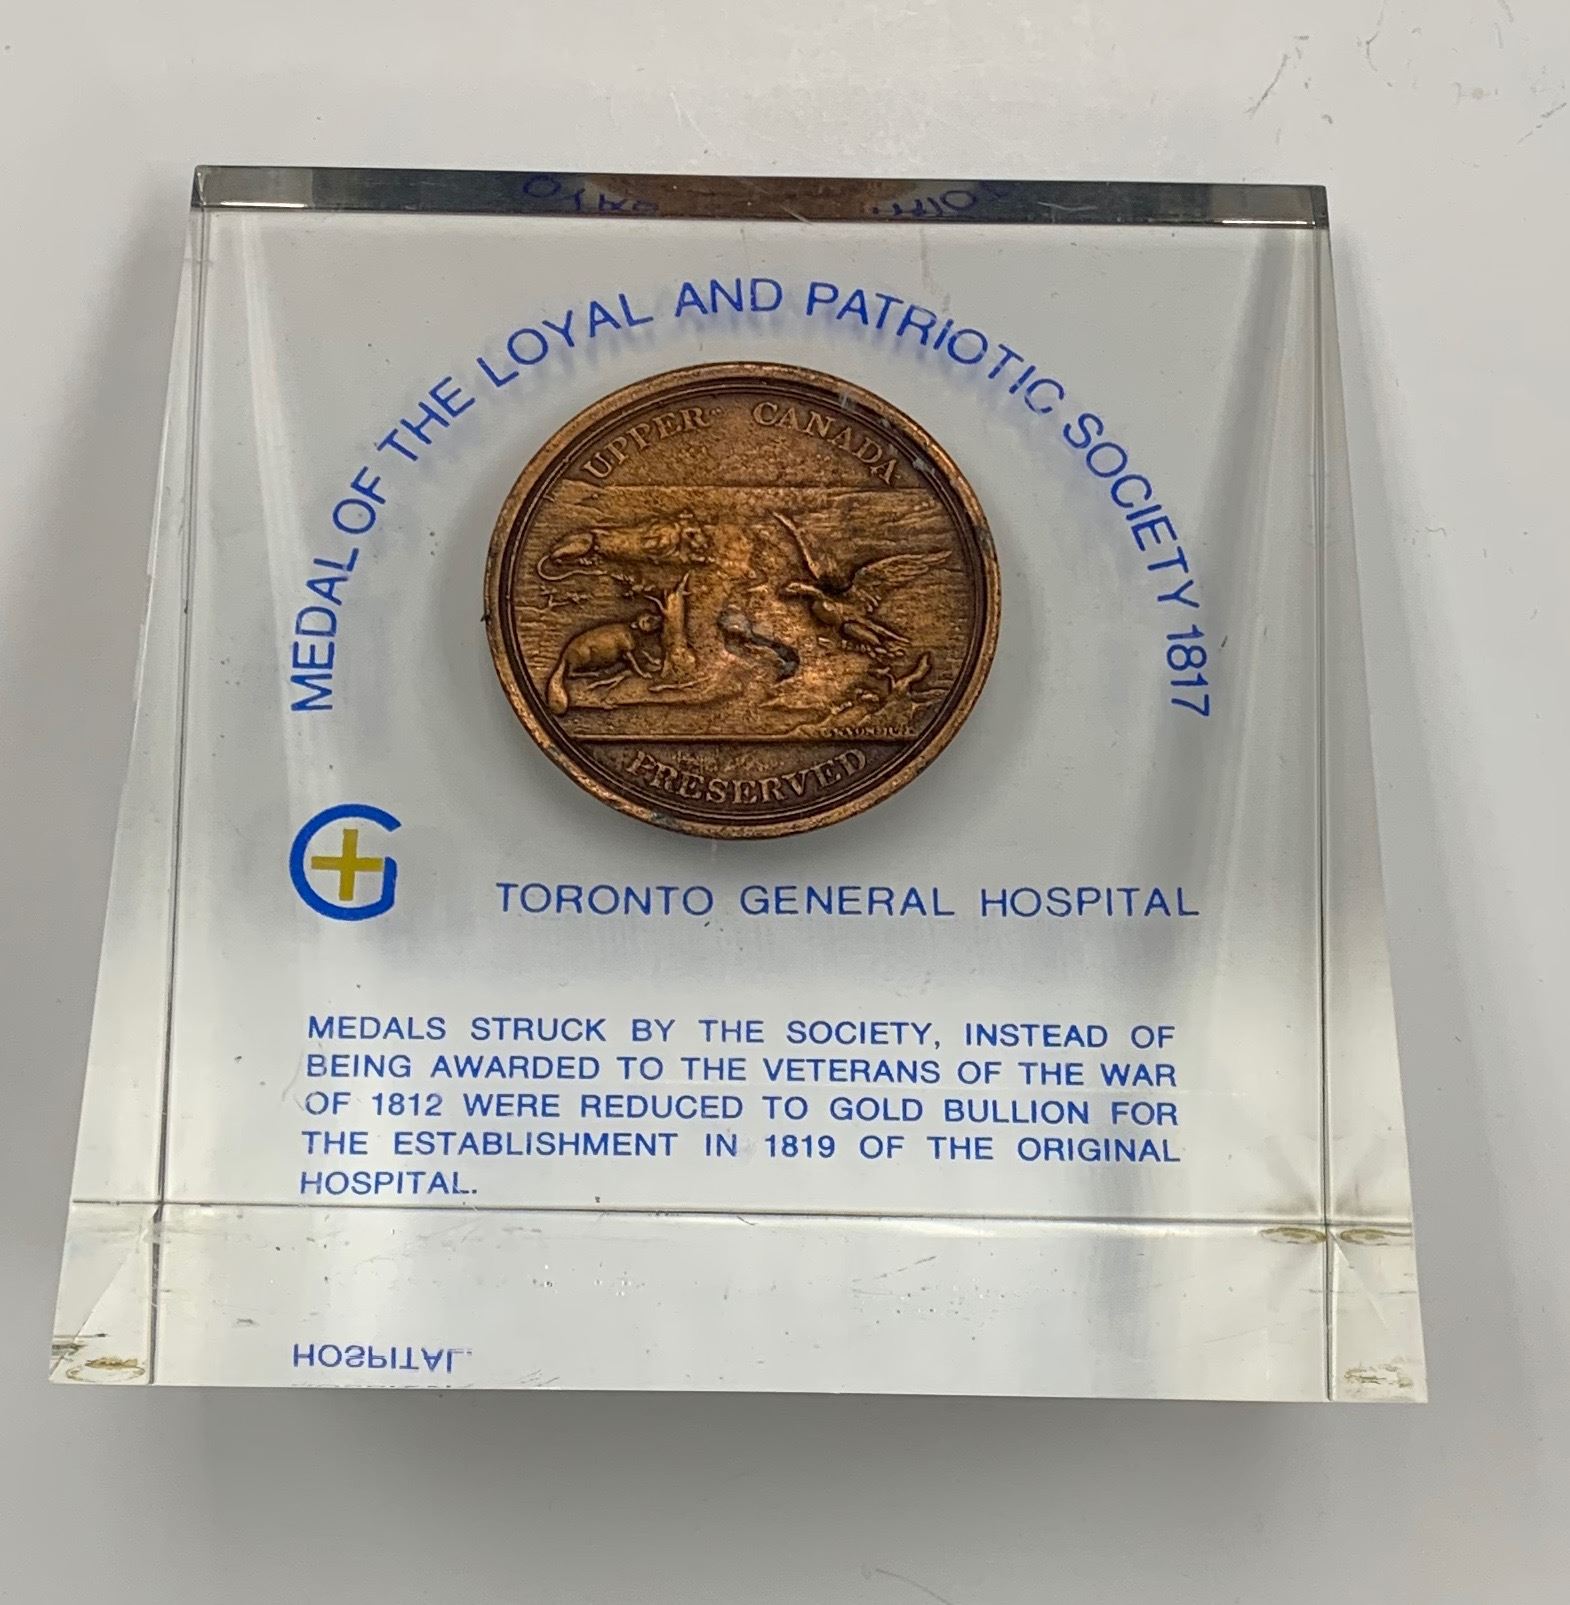 MEDAL OF THE LOYAL AND PATRIOTIC SOCIETY 1817
UPPER CANADA
PRESERVED
TORONTO GENERAL HOSPITAL
MEDALS STRUCK BY THE SOCIETY, INSTEAD OF
BEING AWARDED TO THE VETERANS OF THE WAR
OF 1812 WERE REDUCED TO GOLD BULLION FOR
THE ESTABLISHMENT IN 1819 OF THE ORIGINAL
HOSPITAL.